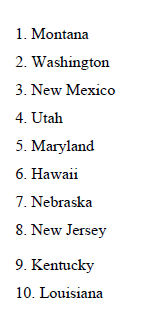 1. Montana
2. Washington
3. New Mexico
4. Utah
5. Maryland
6. Hawaii
7. Nebraska
8. New Jersey
9. Kentucky
10. Louisiana